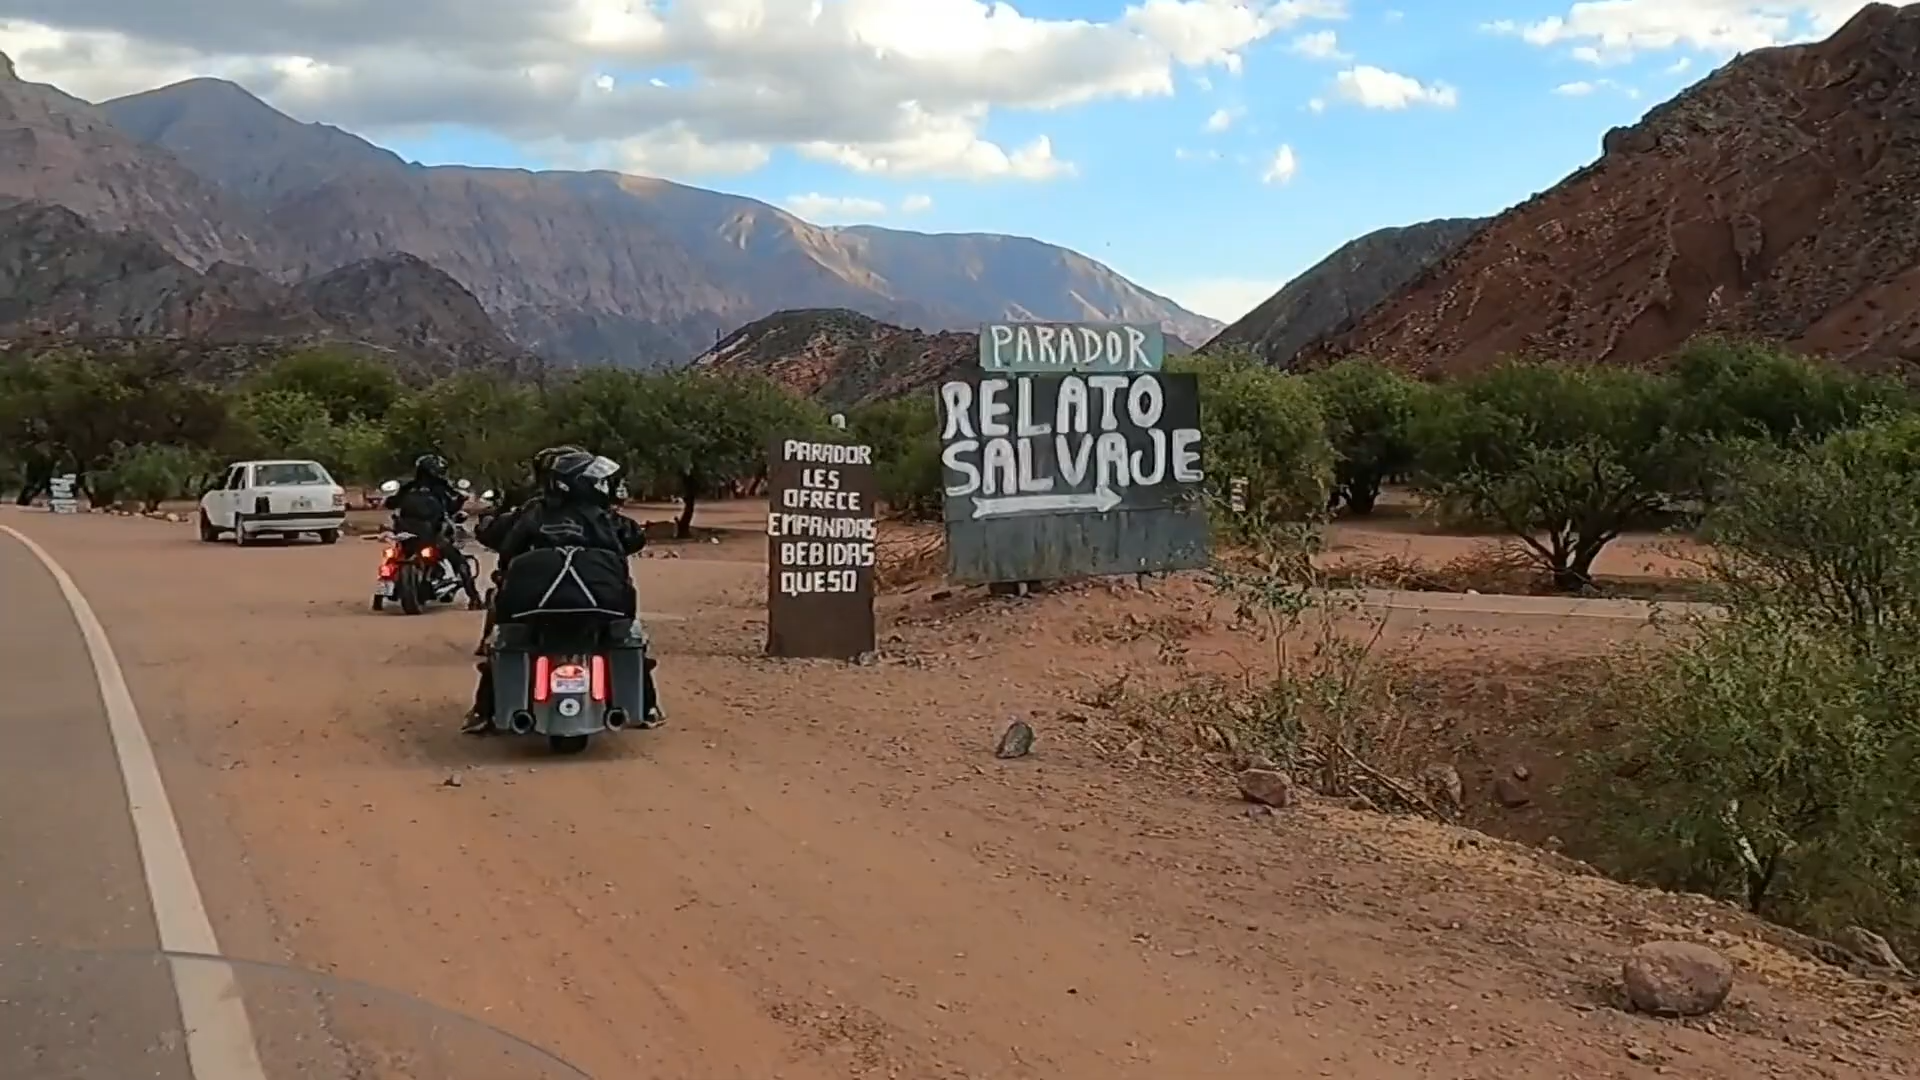 PARADOR
RELATO
SALVAJE
PARADOR
LES
OFRECE
EMPANADAS
BEBIDAS
QUESO